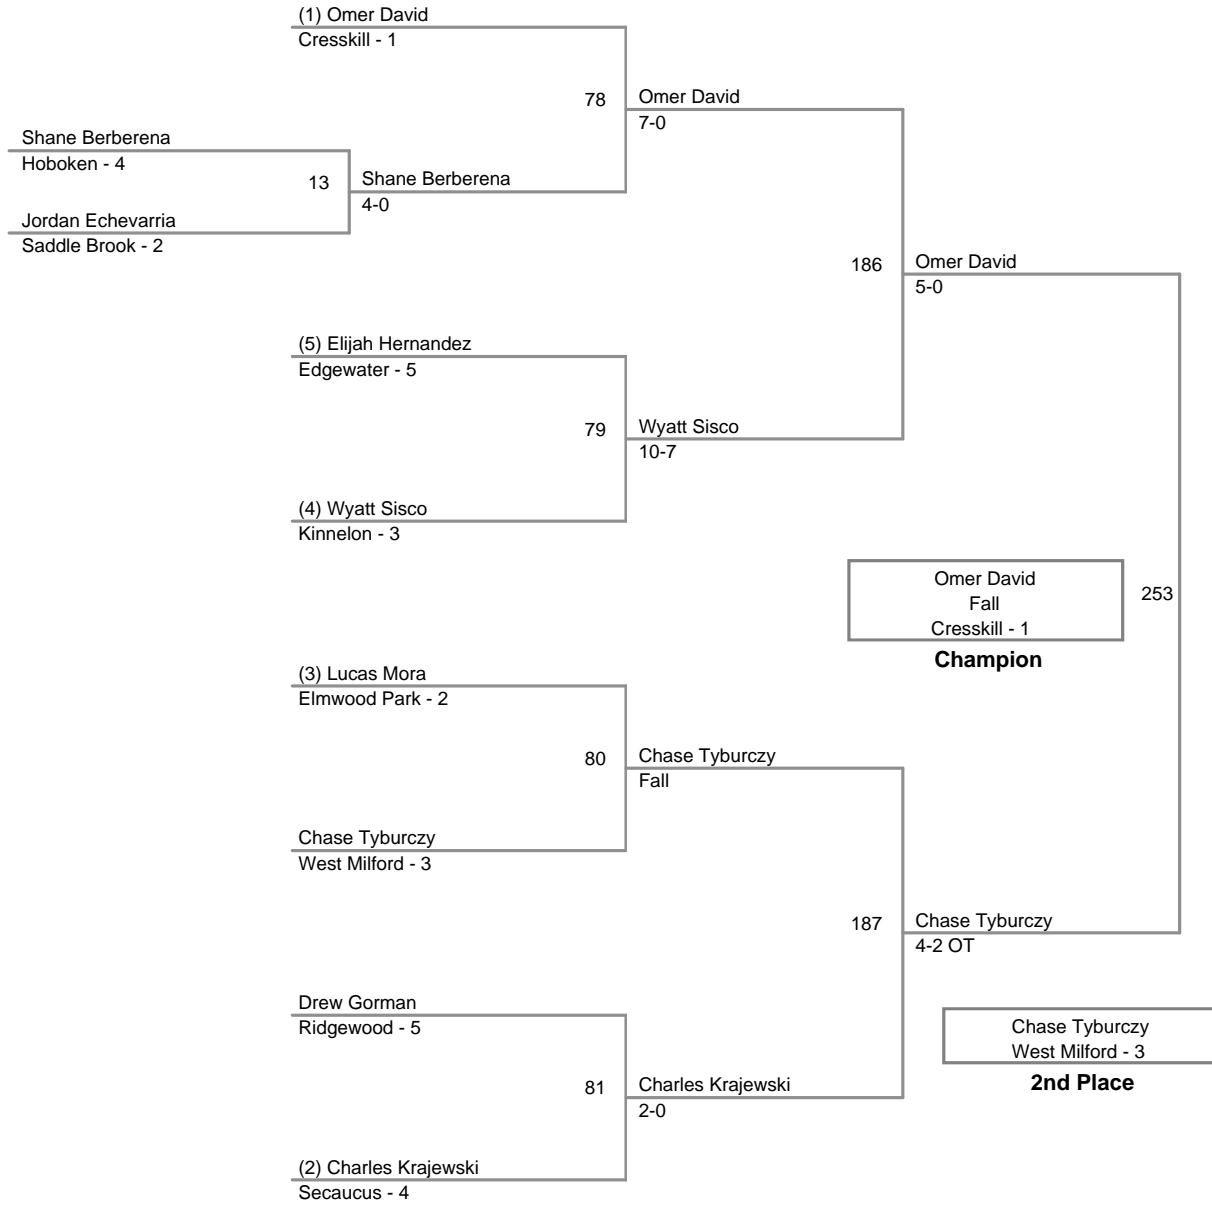 (1) Omer David
Cresskill - 1
78
Omer David
7-0
Shane Berberena
Hoboken - 4
13
Shane Berberena
4-0
Jordan Echevarria
Saddle Brook - 2
186
Omer David
5-0
(5) Elijah Hernandez
Edgewater - 5
79
Wyatt Sisco
10-7
(4) Wyatt Sisco
Kinnelon - 3
Omer David
Fall
Cresskill - 1
Champion
253
(3) Lucas Mora
Elmwood Park - 2
80
Chase Tyburczy
Fall
Chase Tyburczy
West Milford - 3
187
Chase Tyburczy
4-2 OT
Drew Gorman
Ridgewood - 5
81
Charles Krajewski
2-0
(2) Charles Krajewski
Secaucus - 4
Chase Tyburczy
West Milford - 3
2nd Place